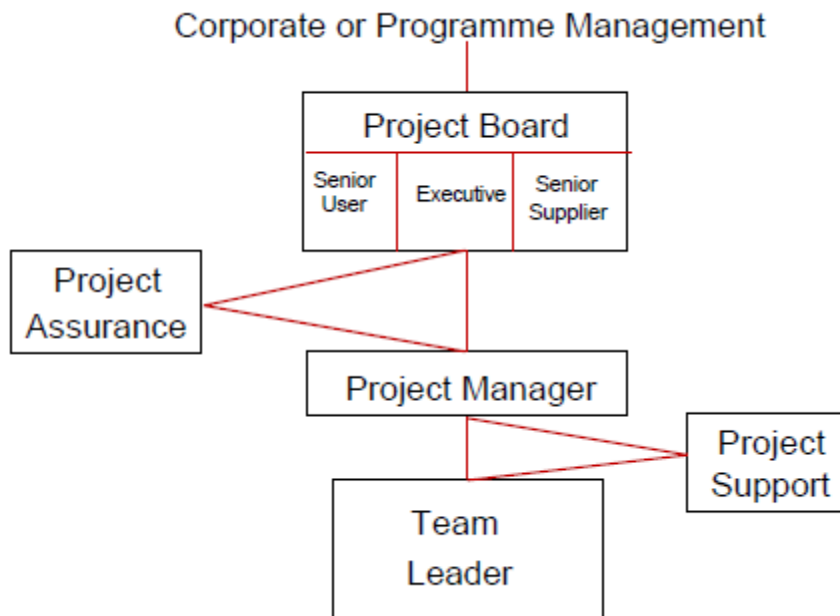 Corporate or Programme Management
Project Board
Senior
User
Executive
Senior
Supplier
Project
Assurance
Project Manager
Project
Support
Team
Leader